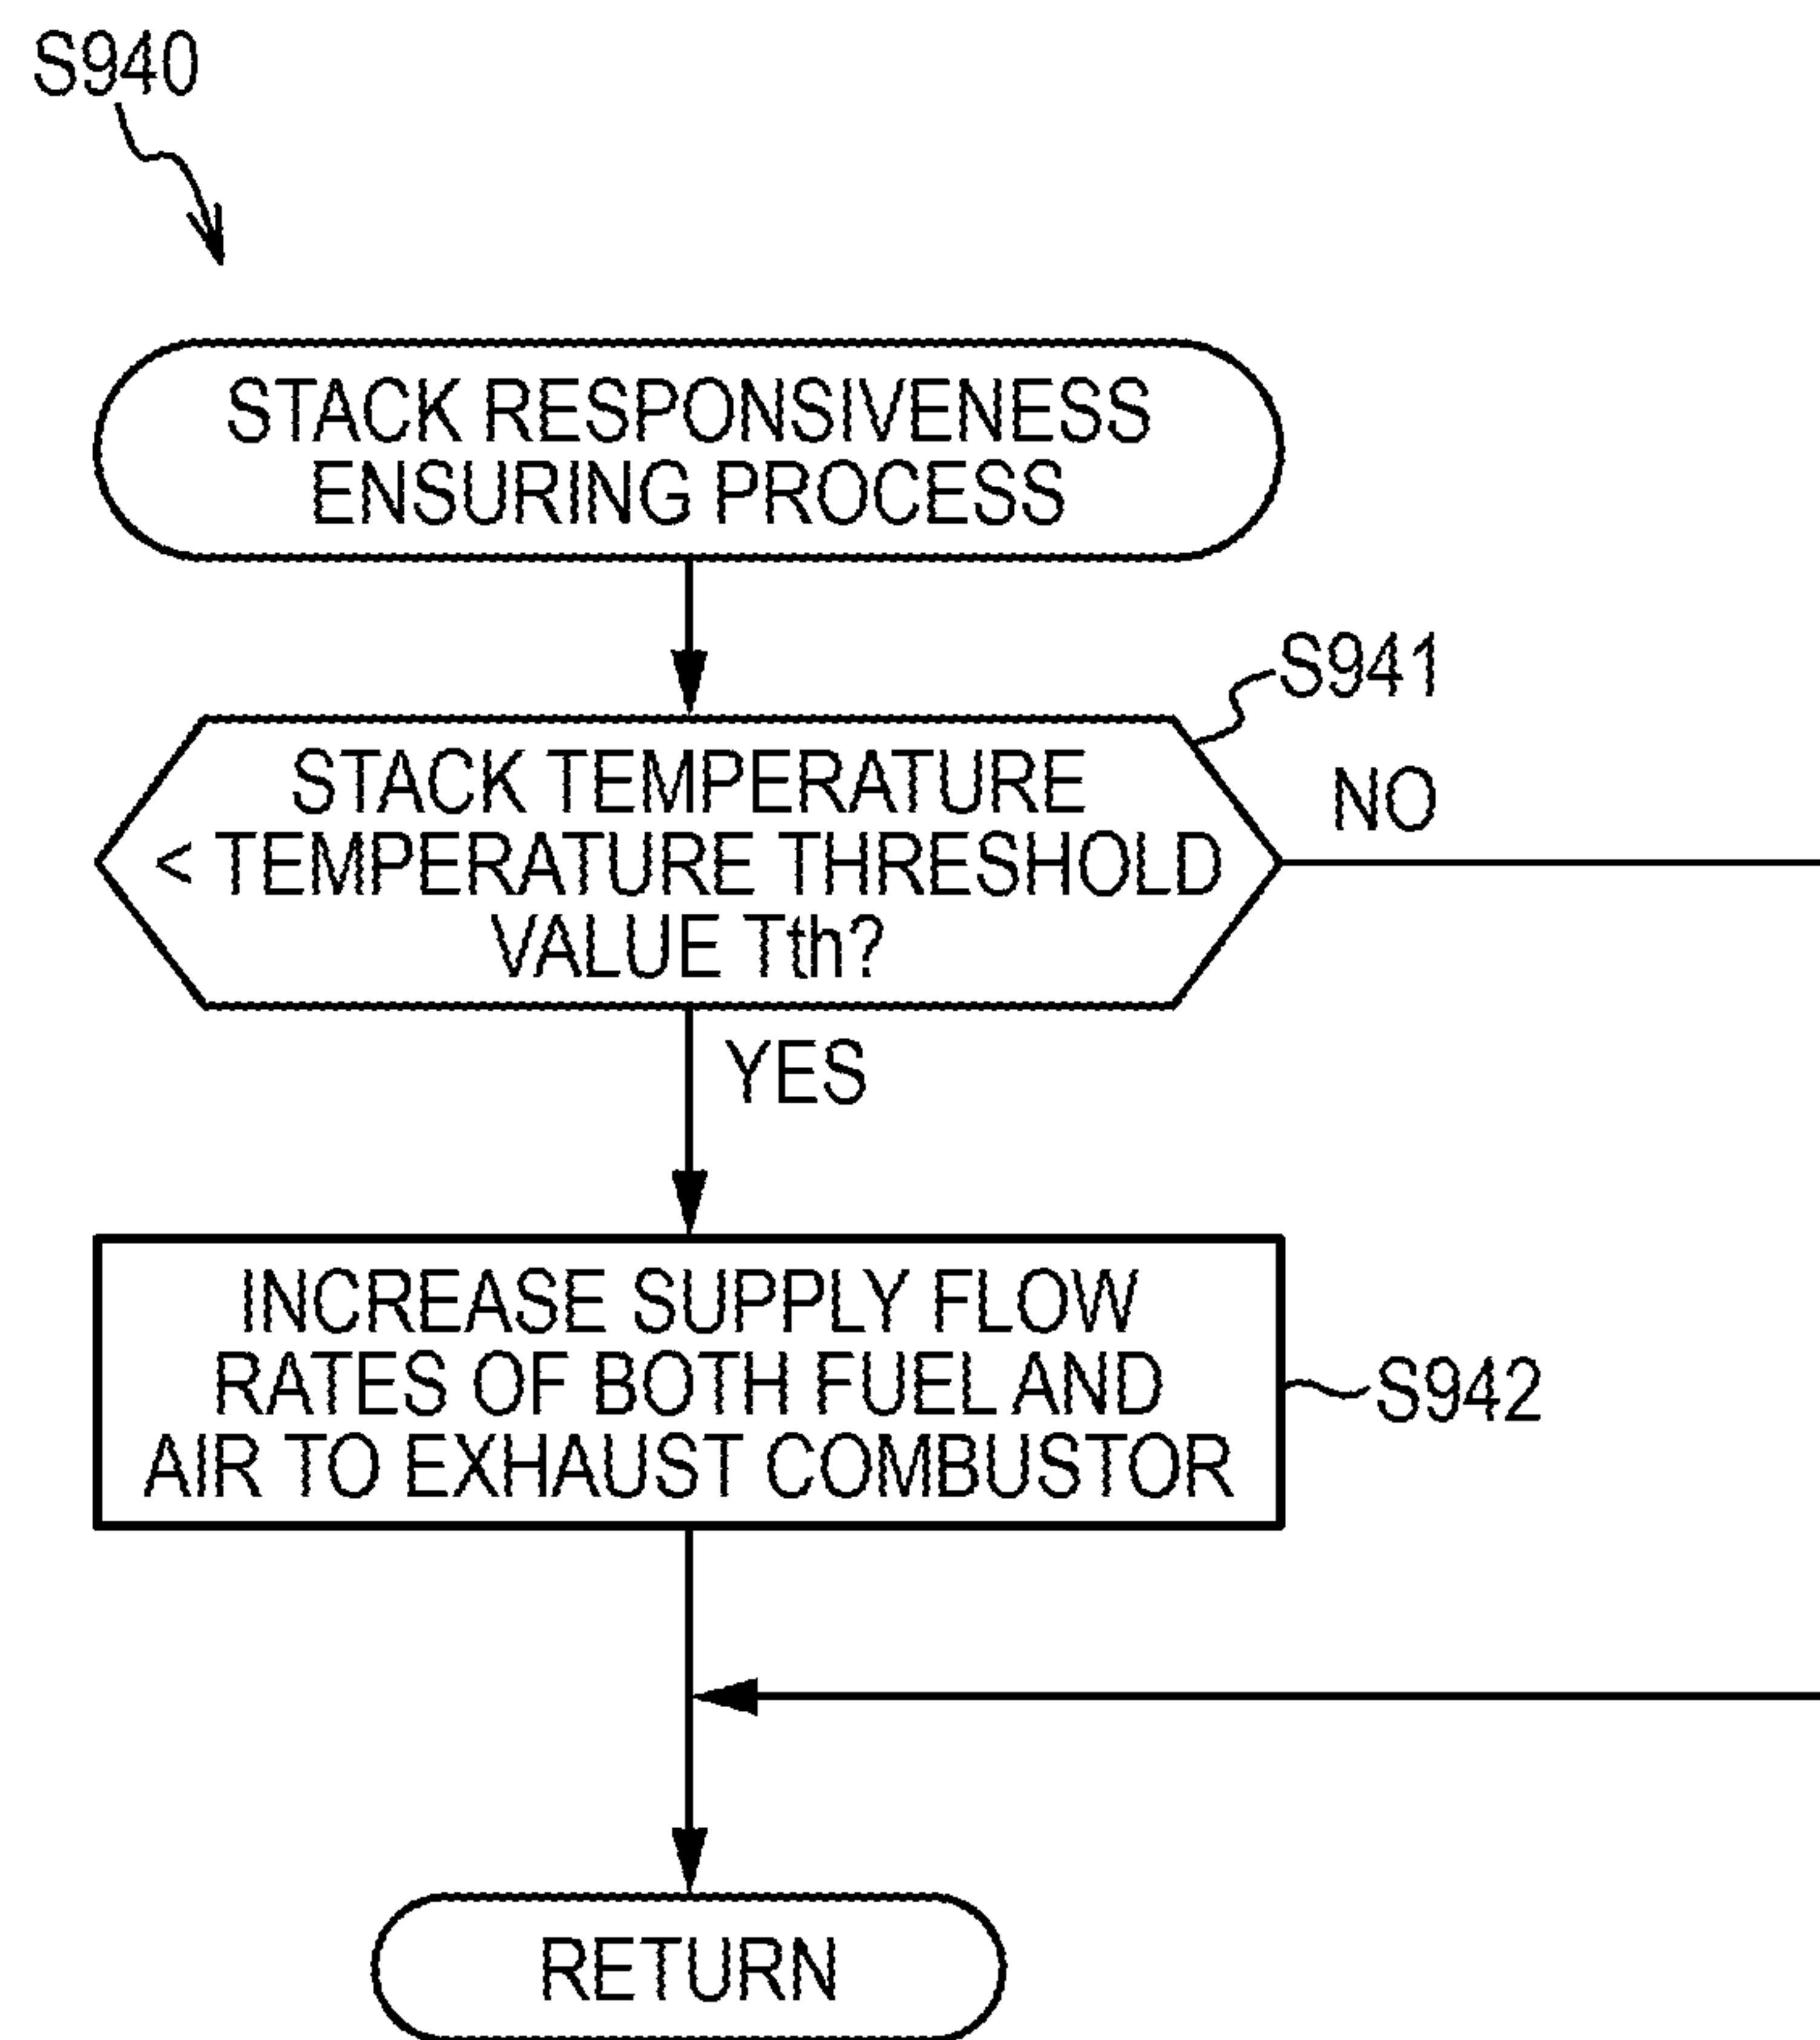 S940
STACK RESPONSIVENESS
ENSURING PROCESS
S941
STACK TEMPERATURE
< TEMPERATURE THRESHOLD
VALUE Tth?
NO
YES
INCREASE SUPPLY FLOW
RATES OF BOTH FUEL AND
AIR TO EXHAUST COMBUSTOR
S942
RETURN